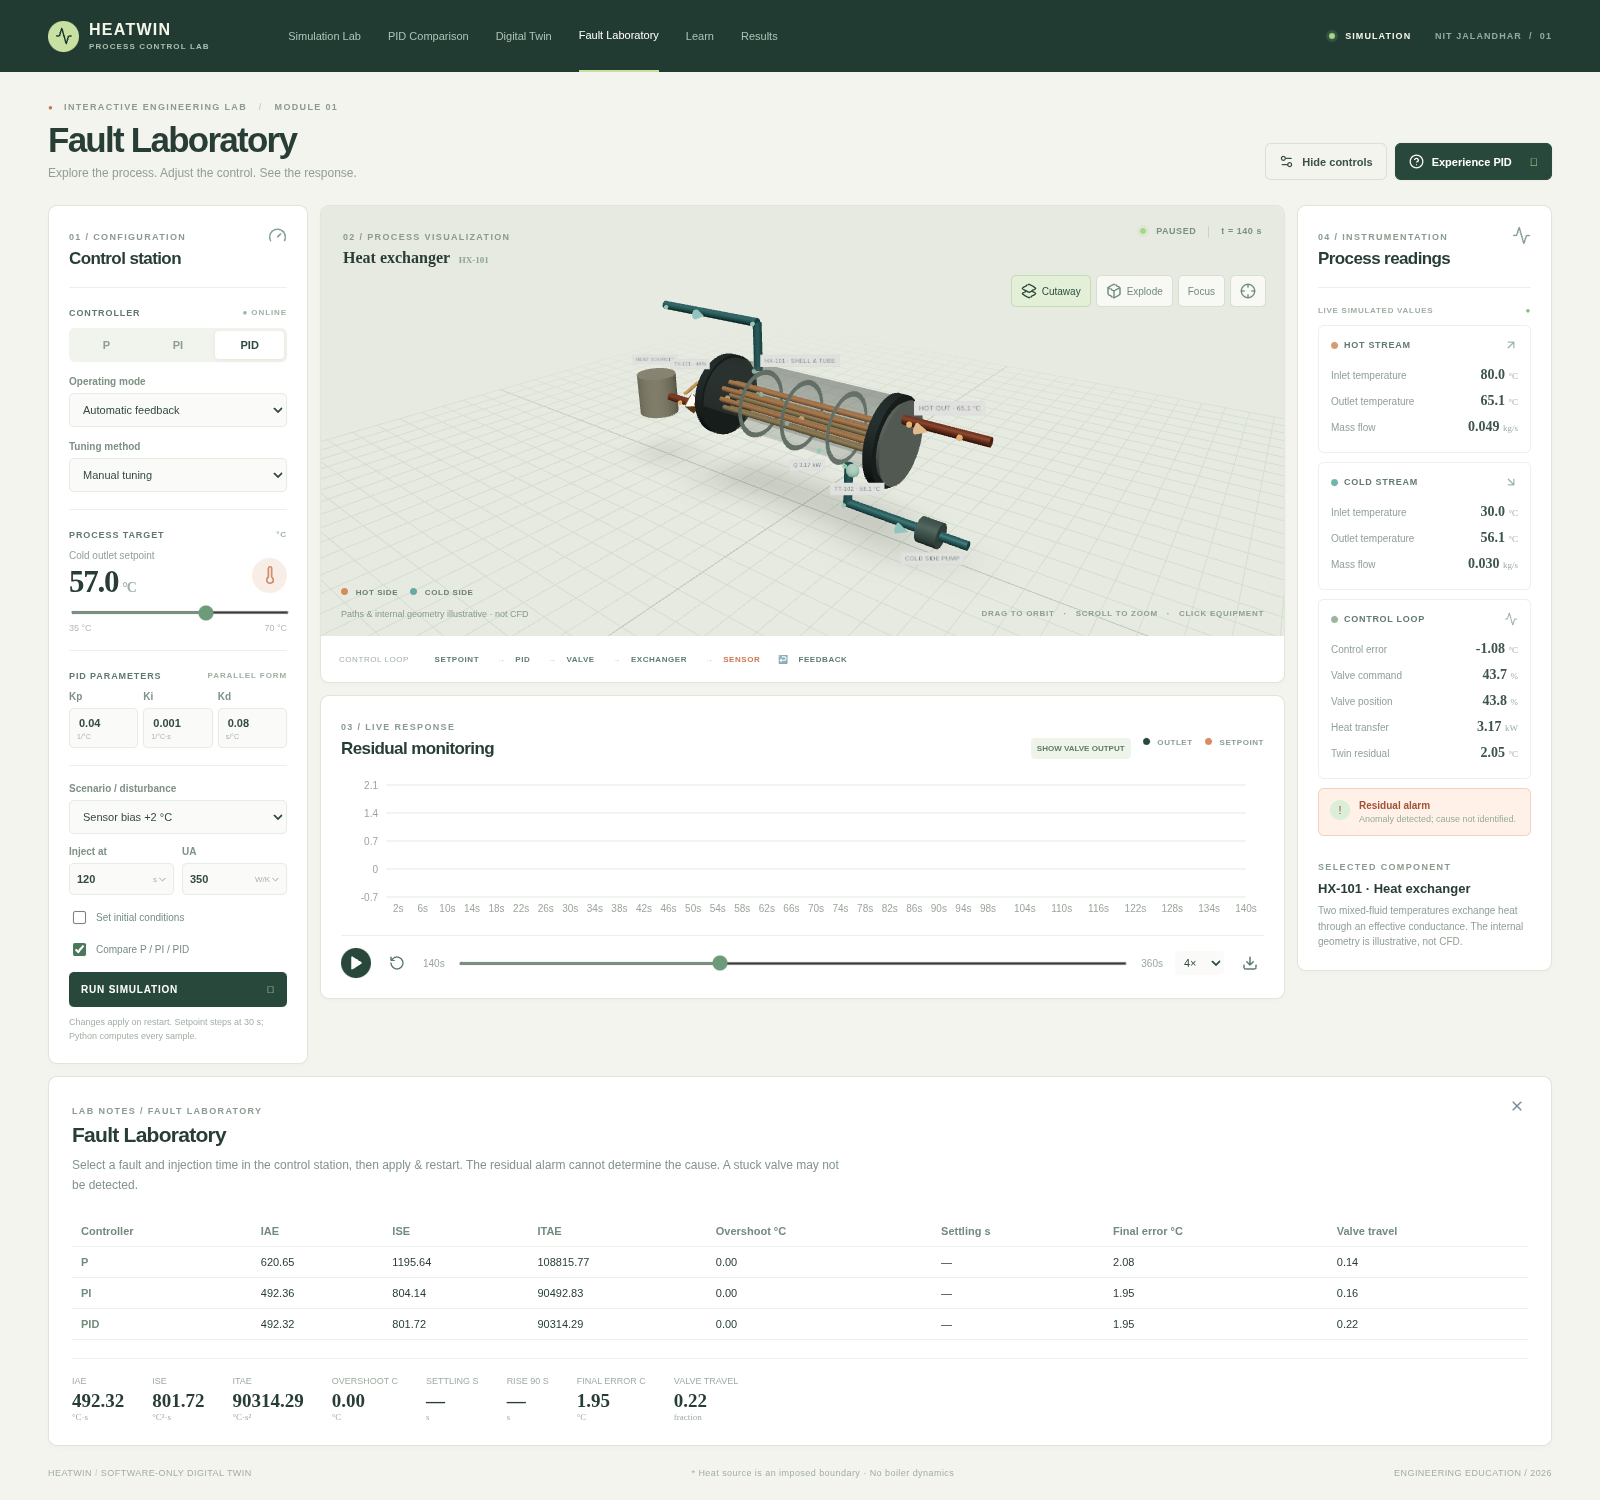 HEATWIN
PROCESS CONTROL LAB
Simulation Lab
PID Comparison
Digital Twin
Fault Laboratory
Learn
Results
SIMULATION
NIT JALANDHAR / 01
INTERACTIVE ENGINEERING LAB / MODULE 01
Fault Laboratory
Explore the process. Adjust the control. See the response.
Hide controls
Experience PID
01 / CONFIGURATION
Control station
CONTROLLER
● ONLINE
P
PI
PID
Operating mode
Automatic feedback
Tuning method
Manual tuning
PROCESS TARGET
°C
Cold outlet setpoint
57.0 °C
35 °C
70 °C
PID PARAMETERS
PARALLEL FORM
Kp
Ki
Kd
0.04
0.001
0.08
1/°C
1/°C·s
s/°C
Scenario / disturbance
Sensor bias +2 °C
Inject at
UA
120
s
350
W/K
Set initial conditions
Compare P / PI / PID
RUN SIMULATION
Changes apply on restart. Setpoint steps at 30 s;
Python computes every sample.
02 / PROCESS VISUALIZATION
Heat exchanger HX-101
PAUSED
t = 140 s
Cutaway
Explode
Focus
HEAT SOURCE*
HX-101 · SHELL & TUBE
HOT OUT · 65.1 °C
Q 3.17 kW
TT-102 · 56.1 °C
COLD SIDE PUMP
HOT SIDE
COLD SIDE
Paths & internal geometry illustrative · not CFD
DRAG TO ORBIT · SCROLL TO ZOOM · CLICK EQUIPMENT
CONTROL LOOP
SETPOINT → PID → VALVE → EXCHANGER → SENSOR ↩ FEEDBACK
03 / LIVE RESPONSE
Residual monitoring
SHOW VALVE OUTPUT
OUTLET
SETPOINT
2.1
1.4
0.7
0
-0.7
2s 6s 10s 14s 18s 22s 26s 30s 34s 38s 42s 46s 50s 54s 58s 62s 66s 70s 74s 78s 82s 86s 90s 94s 98s 104s 110s 116s 122s 128s 134s 140s
140s
360s
4×
04 / INSTRUMENTATION
Process readings
LIVE SIMULATED VALUES
HOT STREAM
Inlet temperature 80.0 °C
Outlet temperature 65.1 °C
Mass flow 0.049 kg/s
COLD STREAM
Inlet temperature 30.0 °C
Outlet temperature 56.1 °C
Mass flow 0.030 kg/s
CONTROL LOOP
Control error -1.08 °C
Valve command 43.7 %
Valve position 43.8 %
Heat transfer 3.17 kW
Twin residual 2.05 °C
!
Residual alarm
Anomaly detected; cause not identified.
SELECTED COMPONENT
HX-101 · Heat exchanger
Two mixed-fluid temperatures exchange heat
through an effective conductance. The internal
geometry is illustrative, not CFD.
LAB NOTES / FAULT LABORATORY
Fault Laboratory
Select a fault and injection time in the control station, then apply & restart. The residual alarm cannot determine the cause. A stuck valve may not
be detected.
Controller IAE ISE ITAE Overshoot °C Settling s Final error °C Valve travel
P 620.65 1195.64 108815.77 0.00 — 2.08 0.14
PI 492.36 804.14 90492.83 0.00 — 1.95 0.16
PID 492.32 801.72 90314.29 0.00 — 1.95 0.22
IAE ISE ITAE OVERSHOOT C SETTLING S RISE 90 S FINAL ERROR C VALVE TRAVEL
492.32 801.72 90314.29 0.00 — — 1.95 0.22
°C·s °C²·s °C·s² °C s s °C fraction
HEATWIN / SOFTWARE-ONLY DIGITAL TWIN
* Heat source is an imposed boundary · No boiler dynamics
ENGINEERING EDUCATION / 2026